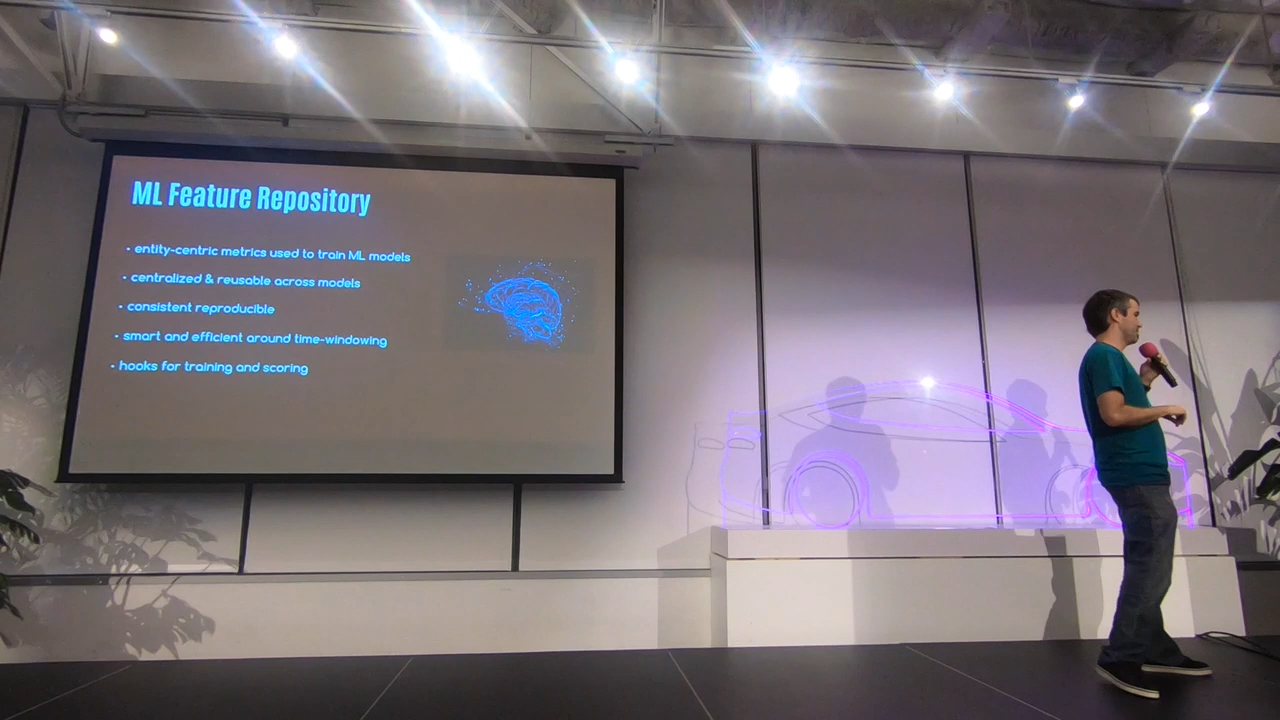 ML Feature Repository
• entity-centric metrics used to train ML models
• centralized & reusable across models
• consistent reproducible
• smart and efficient around time-windowing
• hooks for training and scoring